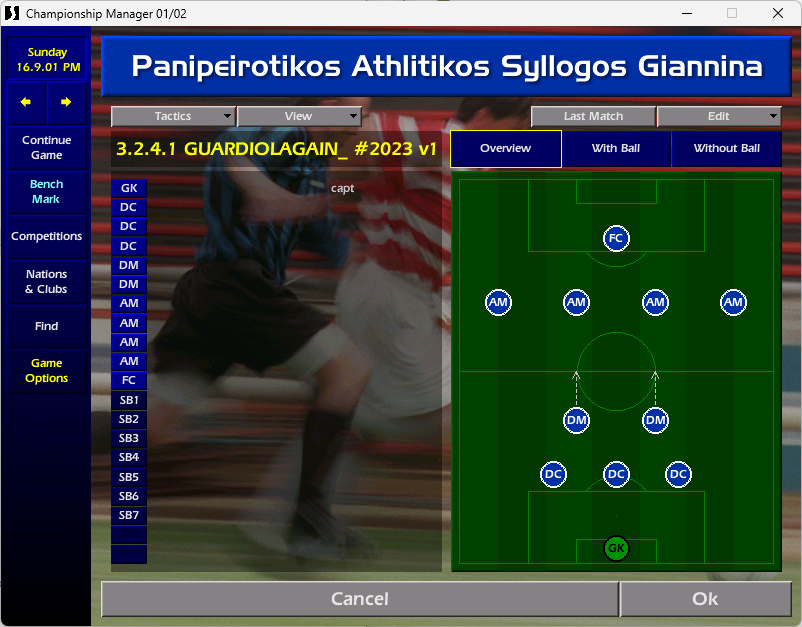 Championship Manager 01/02
Sunday
16.9.01 PM
Panipeirotikos Athlitikos Syllogos Giannina
Tactics
View
Last Match
Edit
Continue
Game
Bench
Mark
Competitions
Nations
& Clubs
Find
Game
Options
3.2.4.1 GUARDIOLAGAIN_ #2023 v1
Overview
With Ball
Without Ball
GK capt
DC
DC
DC
DM
DM
AM
AM
AM
AM
FC
SB1
SB2
SB3
SB4
SB5
SB6
SB7
FC
AM AM AM AM
DM DM
DC DC DC
GK
Cancel
Ok